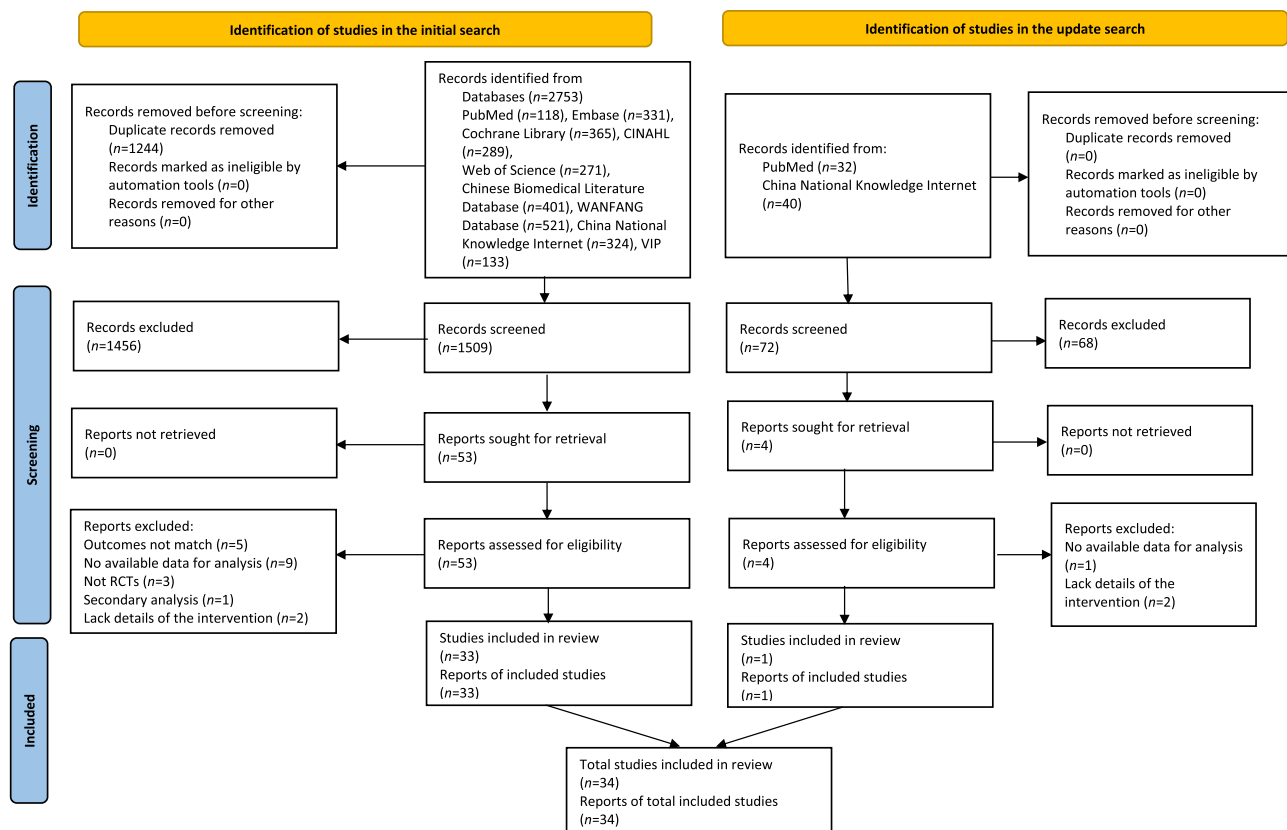 Identification of studies in the initial search
Identification of studies in the update search
Identification
Records removed before screening:
Duplicate records removed
(n=1244)
Records marked as ineligible by
automation tools (n=0)
Records removed for other
reasons (n=0)
Records identified from
Databases (n=2753)
PubMed (n=118), Embase (n=331),
Cochrane Library (n=365), CINAHL
(n=289),
Web of Science (n=271),
Chinese Biomedical Literature
Database (n=401), WANFANG
Database (n=521), China National
Knowledge Internet (n=324), VIP
(n=133)
Records identified from:
PubMed (n=32)
China National Knowledge Internet
(n=40)
Records removed before screening:
Duplicate records removed
(n=0)
Records marked as ineligible by
automation tools (n=0)
Records removed for other
reasons (n=0)
Screening
Records excluded
(n=1456)
Records screened
(n=1509)
Records screened
(n=72)
Records excluded
(n=68)
Reports not retrieved
(n=0)
Reports sought for retrieval
(n=53)
Reports sought for retrieval
(n=4)
Reports not retrieved
(n=0)
Reports excluded:
Outcomes not match (n=5)
No available data for analysis (n=9)
Not RCTs (n=3)
Secondary analysis (n=1)
Lack details of the intervention (n=2)
Reports assessed for eligibility
(n=53)
Reports assessed for eligibility
(n=4)
Reports excluded:
No available data for analysis
(n=1)
Lack details of the
intervention (n=2)
Included
Studies included in review
(n=33)
Reports of included studies
(n=33)
Studies included in review
(n=1)
Reports of included studies
(n=1)
Total studies included in review
(n=34)
Reports of total included studies
(n=34)